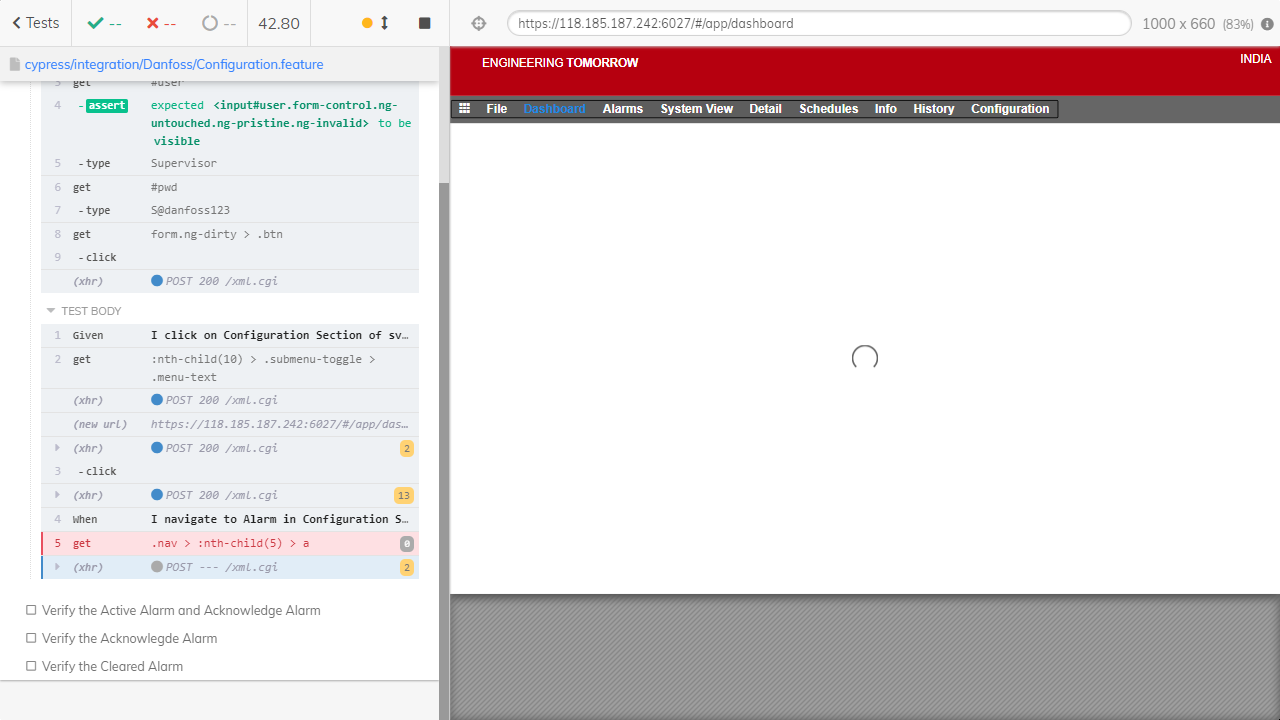 Tests
--
--
--
42.80
https://118.185.187.242:6027/#/app/dashboard
1000 x 660 (83%)
cypress/integration/Danfoss/Configuration.feature
3 get #user
4 -assert expected <input#user.form-control.ng-
untouched.ng-pristine.ng-invalid> to be
visible
5 -type Supervisor
6 get #pwd
7 -type S@danfoss123
8 get form.ng-dirty > .btn
9 -click
(xhr) POST 200 /xml.cgi
TEST BODY
1 Given I click on Configuration Section of sv…
2 get :nth-child(10) > .submenu-toggle >
.menu-text
(xhr) POST 200 /xml.cgi
(new url) https://118.185.187.242:6027/#/app/das…
(xhr) POST 200 /xml.cgi 2
3 -click
(xhr) POST 200 /xml.cgi 13
4 When I navigate to Alarm in Configuration S…
5 get .nav > :nth-child(5) > a 0
(xhr) POST --- /xml.cgi 2
Verify the Active Alarm and Acknowledge Alarm
Verify the Acknowlegde Alarm
Verify the Cleared Alarm
ENGINEERING TOMORROW
INDIA
File Dashboard Alarms System View Detail Schedules Info History Configuration